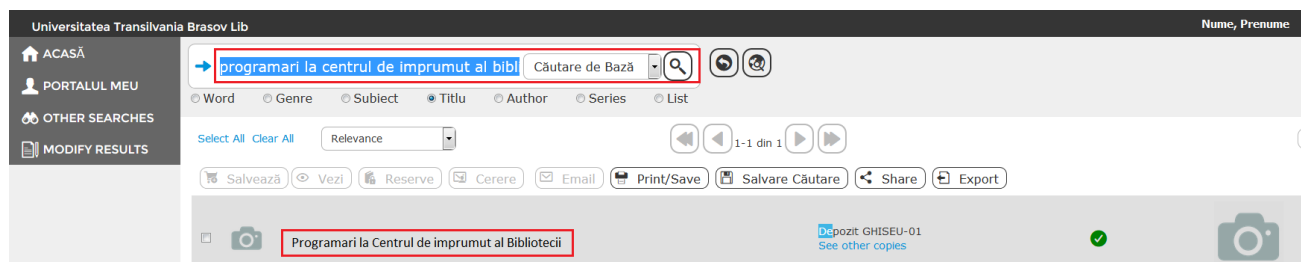 Universitatea Transilvania Brasov Lib
Nume, Prenume
ACASĂ
PORTALUL MEU
OTHER SEARCHES
MODIFY RESULTS
programari la centrul de imprumut al bibl
Căutare de Bază
Word Genre Subiect Titlu Author Series List
Select All Clear All Relevance 1-1 din 1
Salvează Vezi Reserve Cerere Email Print/Save Salvare Căutare Share Export
Programari la Centrul de imprumut al Bibliotecii
Depozit GHISEU-01
See other copies